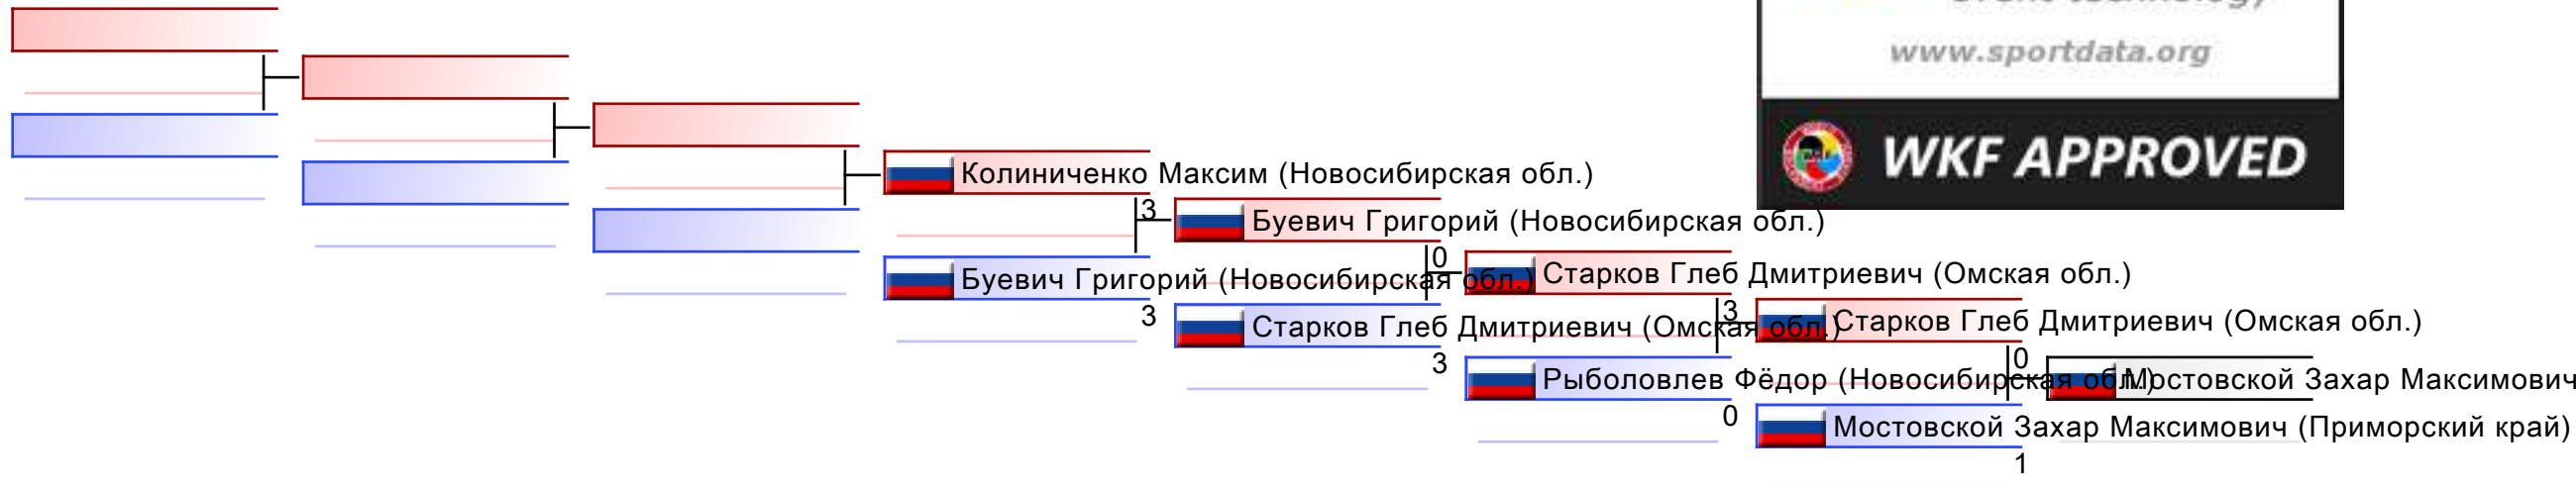 www.sportdata.org
WKF APPROVED
Колиниченко Максим (Новосибирская обл.)
3
Буевич Григорий (Новосибирская обл.)
0
Буевич Григорий (Новосибирская обл.)
3
Старков Глеб Дмитриевич (Омская обл.)
3
Старков Глеб Дмитриевич (Омская обл.)
3
Старков Глеб Дмитриевич (Омская обл.)
0
Рыболовлев Фёдор (Новосибирская обл.)
0
Мостовской Захар Максимович
Мостовской Захар Максимович (Приморский край)
1